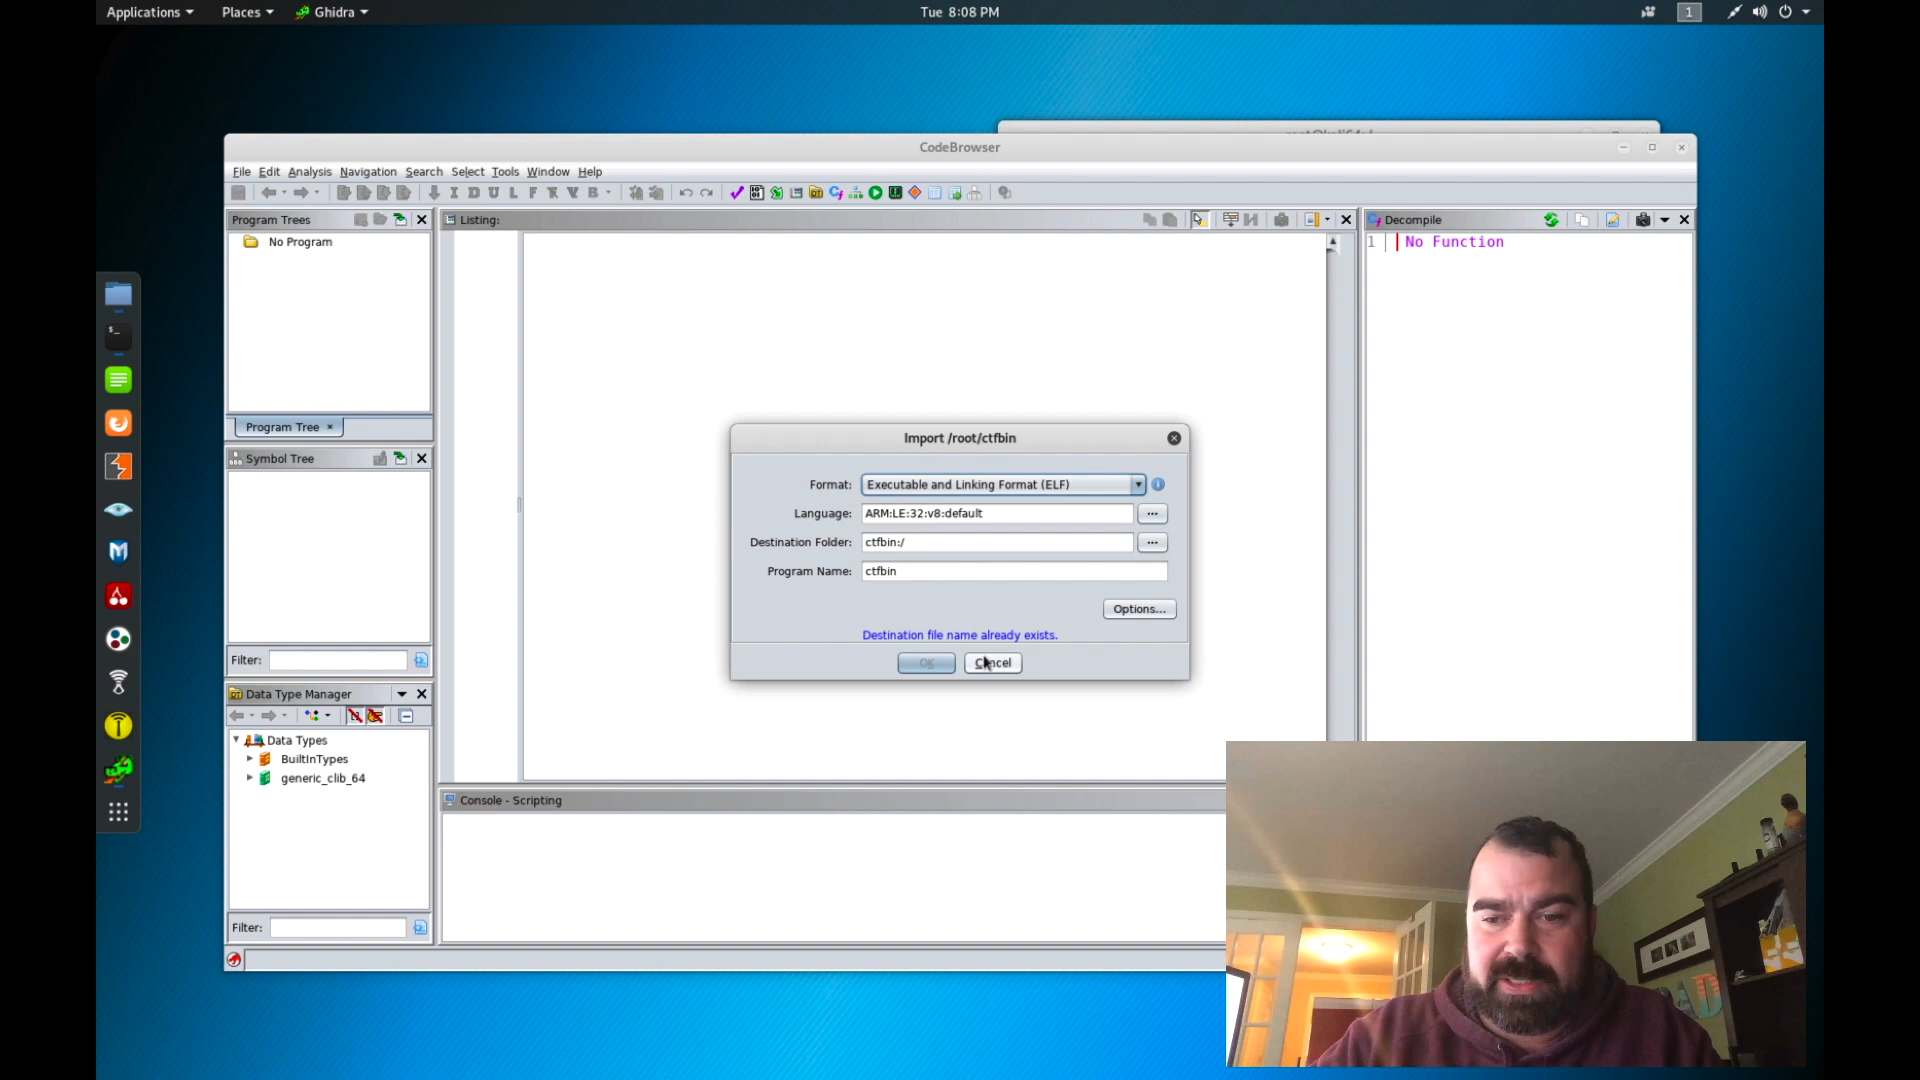 Applications
Places
Ghidra
Tue 8:08 PM
1
CodeBrowser
File Edit Analysis Navigation Search Select Tools Window Help
I D U L F B
Program Trees
No Program
Program Tree ×
Listing:
Decompile
1 No Function
Symbol Tree
Filter:
Data Type Manager
Data Types
BuiltInTypes
generic_clib_64
Filter:
Import /root/ctfbin
Format: Executable and Linking Format (ELF)
Language: ARM:LE:32:v8:default ...
Destination Folder: ctfbin:/ ...
Program Name: ctfbin
Options...
Destination file name already exists.
OK
Console - Scripting